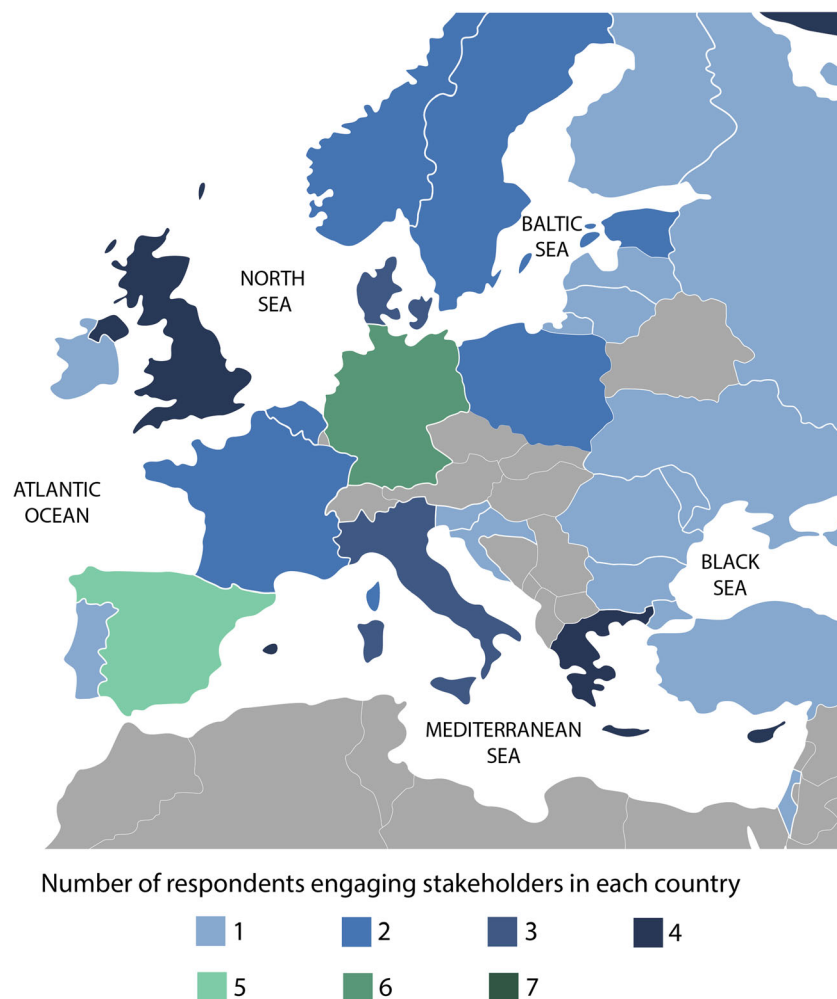 BALTIC
SEA
NORTH
SEA
ATLANTIC
OCEAN
BLACK
SEA
MEDITERRANEAN
SEA
Number of respondents engaging stakeholders in each country
1 2 3 4
5 6 7